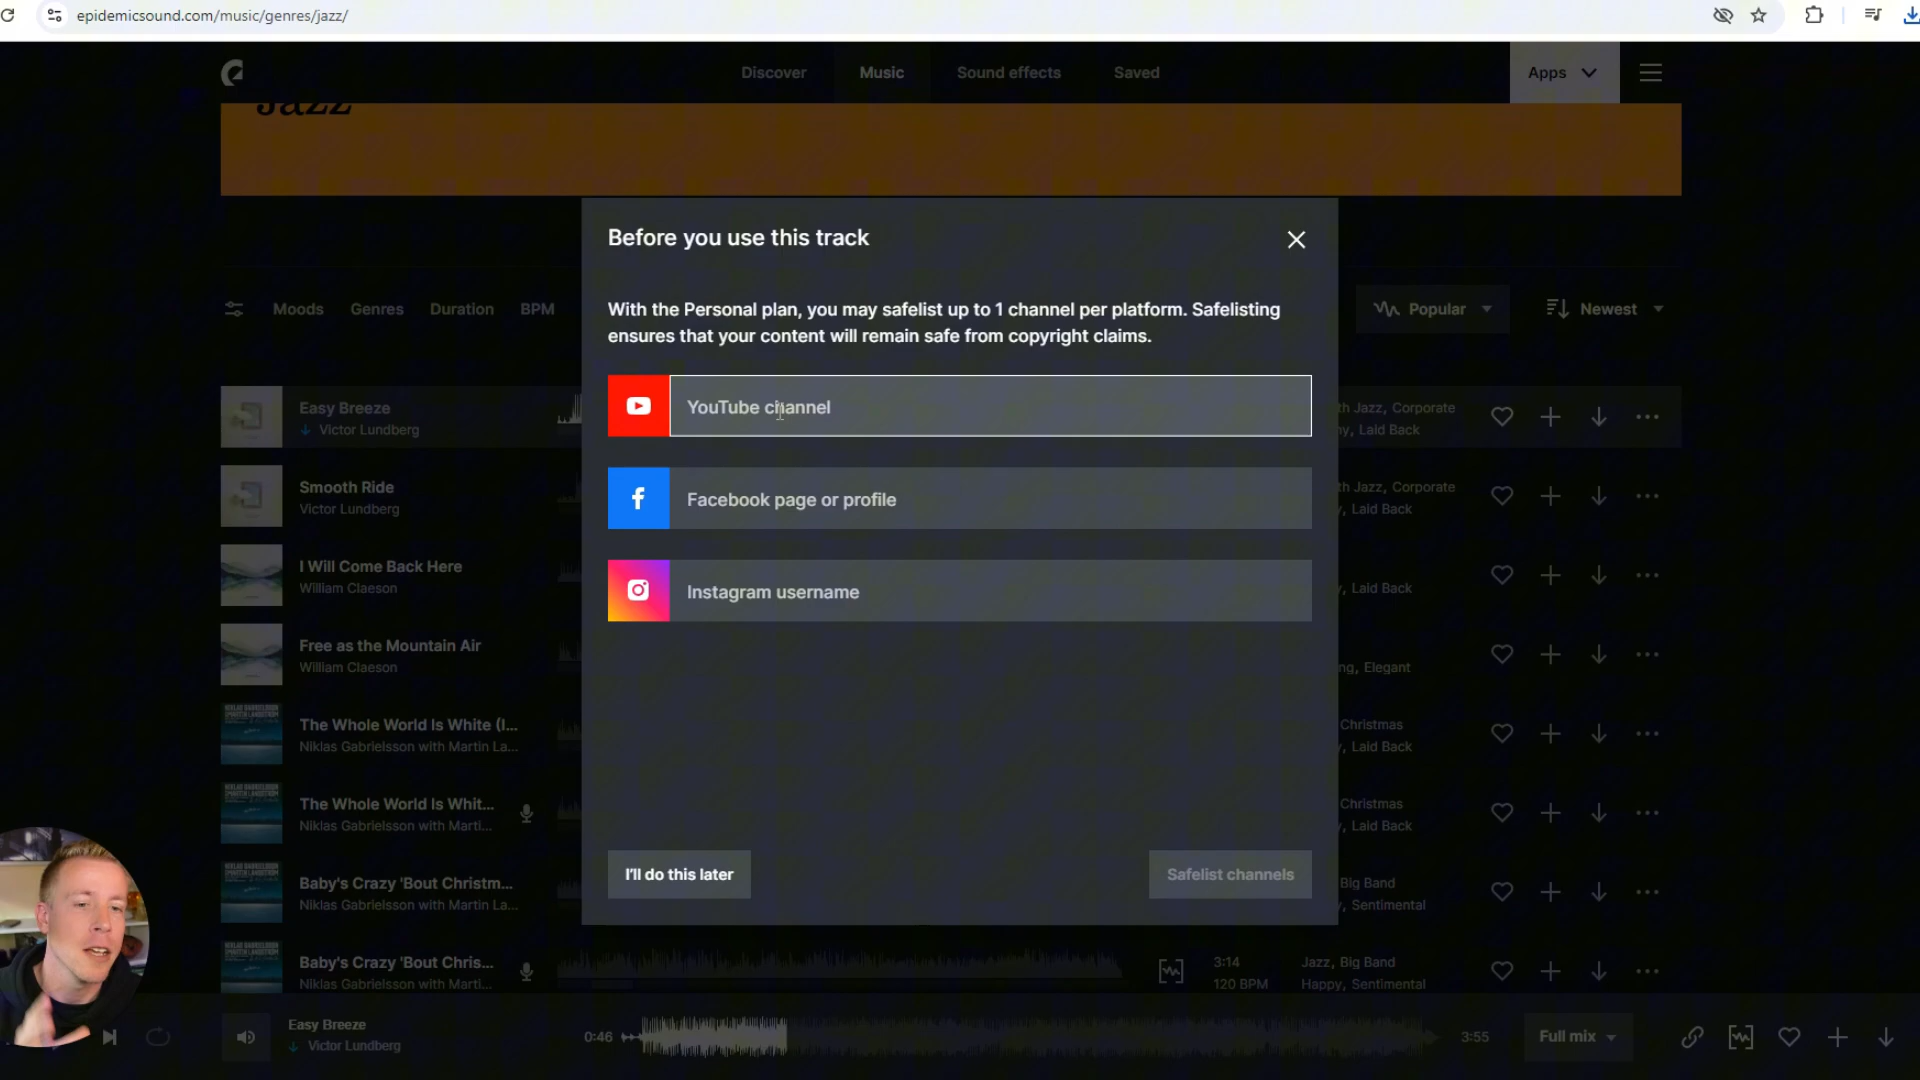 epidemicsound.com/music/genres/jazz/
Discover
Music
Sound effects
Saved
Apps
Jazz
Before you use this track
With the Personal plan, you may safelist up to 1 channel per platform. Safelisting
ensures that your content will remain safe from copyright claims.
Moods
Genres
Duration
BPM
Popular
Newest
YouTube channel
Facebook page or profile
Instagram username
I'll do this later
Safelist channels
Easy Breeze
Victor Lundberg
th Jazz, Corporate
y, Laid Back
Smooth Ride
Victor Lundberg
th Jazz, Corporate
, Laid Back
I Will Come Back Here
William Claeson
, Laid Back
Free as the Mountain Air
William Claeson
ng, Elegant
The Whole World Is White (I...
Niklas Gabrielsson with Martin La...
Christmas
, Laid Back
The Whole World Is Whit...
Niklas Gabrielsson with Marti...
Christmas
, Laid Back
Baby's Crazy 'Bout Christm...
Niklas Gabrielsson with Martin La...
Big Band
, Sentimental
Baby's Crazy 'Bout Chris...
Niklas Gabrielsson with Marti...
3:14
120 BPM
Jazz, Big Band
Happy, Sentimental
Easy Breeze
Victor Lundberg
0:46
3:55
Full mix